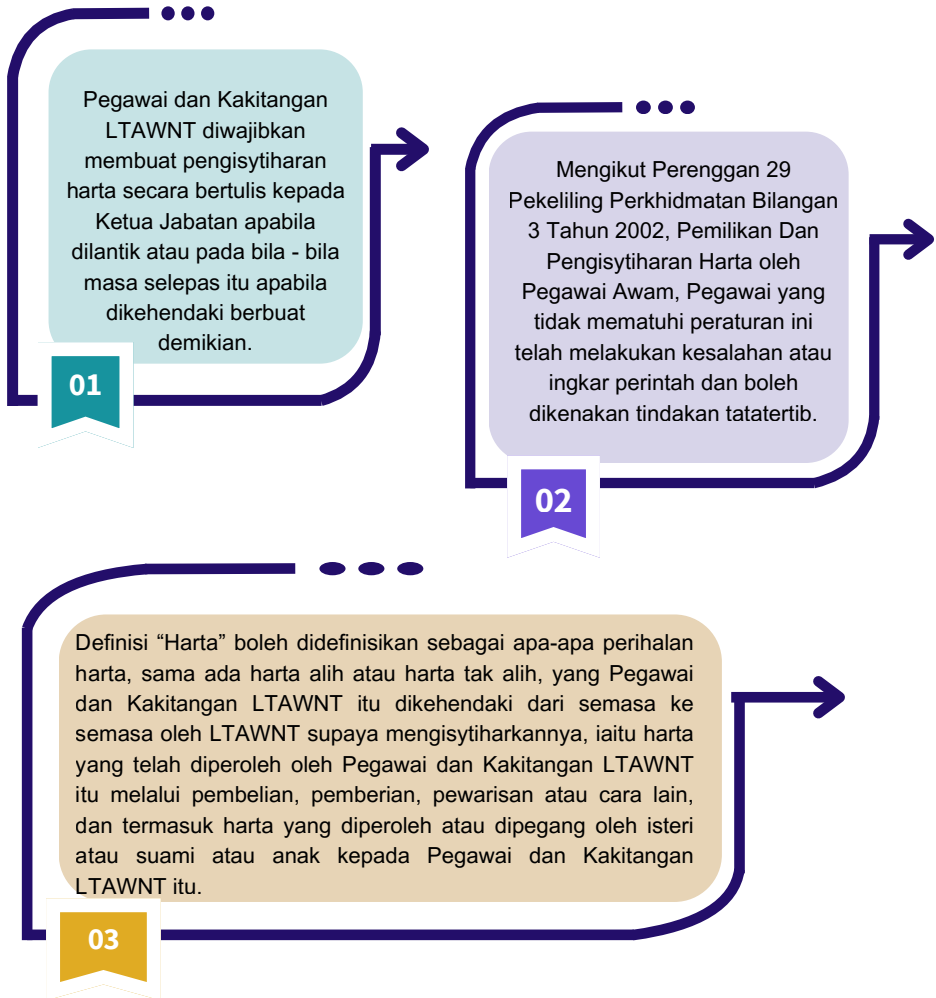 Pegawai dan Kakitangan
LTAWNT diwajibkan
membuat pengisytiharan
harta secara bertulis kepada
Ketua Jabatan apabila
dilantik atau pada bila - bila
masa selepas itu apabila
dikehendaki berbuat
demikian.
01
Mengikut Perenggan 29
Pekeliling Perkhidmatan Bilangan
3 Tahun 2002, Pemilikan Dan
Pengisytiharan Harta oleh
Pegawai Awam, Pegawai yang
tidak mematuhi peraturan ini
telah melakukan kesalahan atau
ingkar perintah dan boleh
dikenakan tindakan tatatertib.
02
Definisi “Harta” boleh didefinisikan sebagai apa-apa perihalan
harta, sama ada harta alih atau harta tak alih, yang Pegawai
dan Kakitangan LTAWNT itu dikehendaki dari semasa ke
semasa oleh LTAWNT supaya mengisytiharkannya, iaitu harta
yang telah diperoleh oleh Pegawai dan Kakitangan LTAWNT
itu melalui pembelian, pemberian, pewarisan atau cara lain,
dan termasuk harta yang diperoleh atau dipegang oleh isteri
atau suami atau anak kepada Pegawai dan Kakitangan
LTAWNT itu.
03